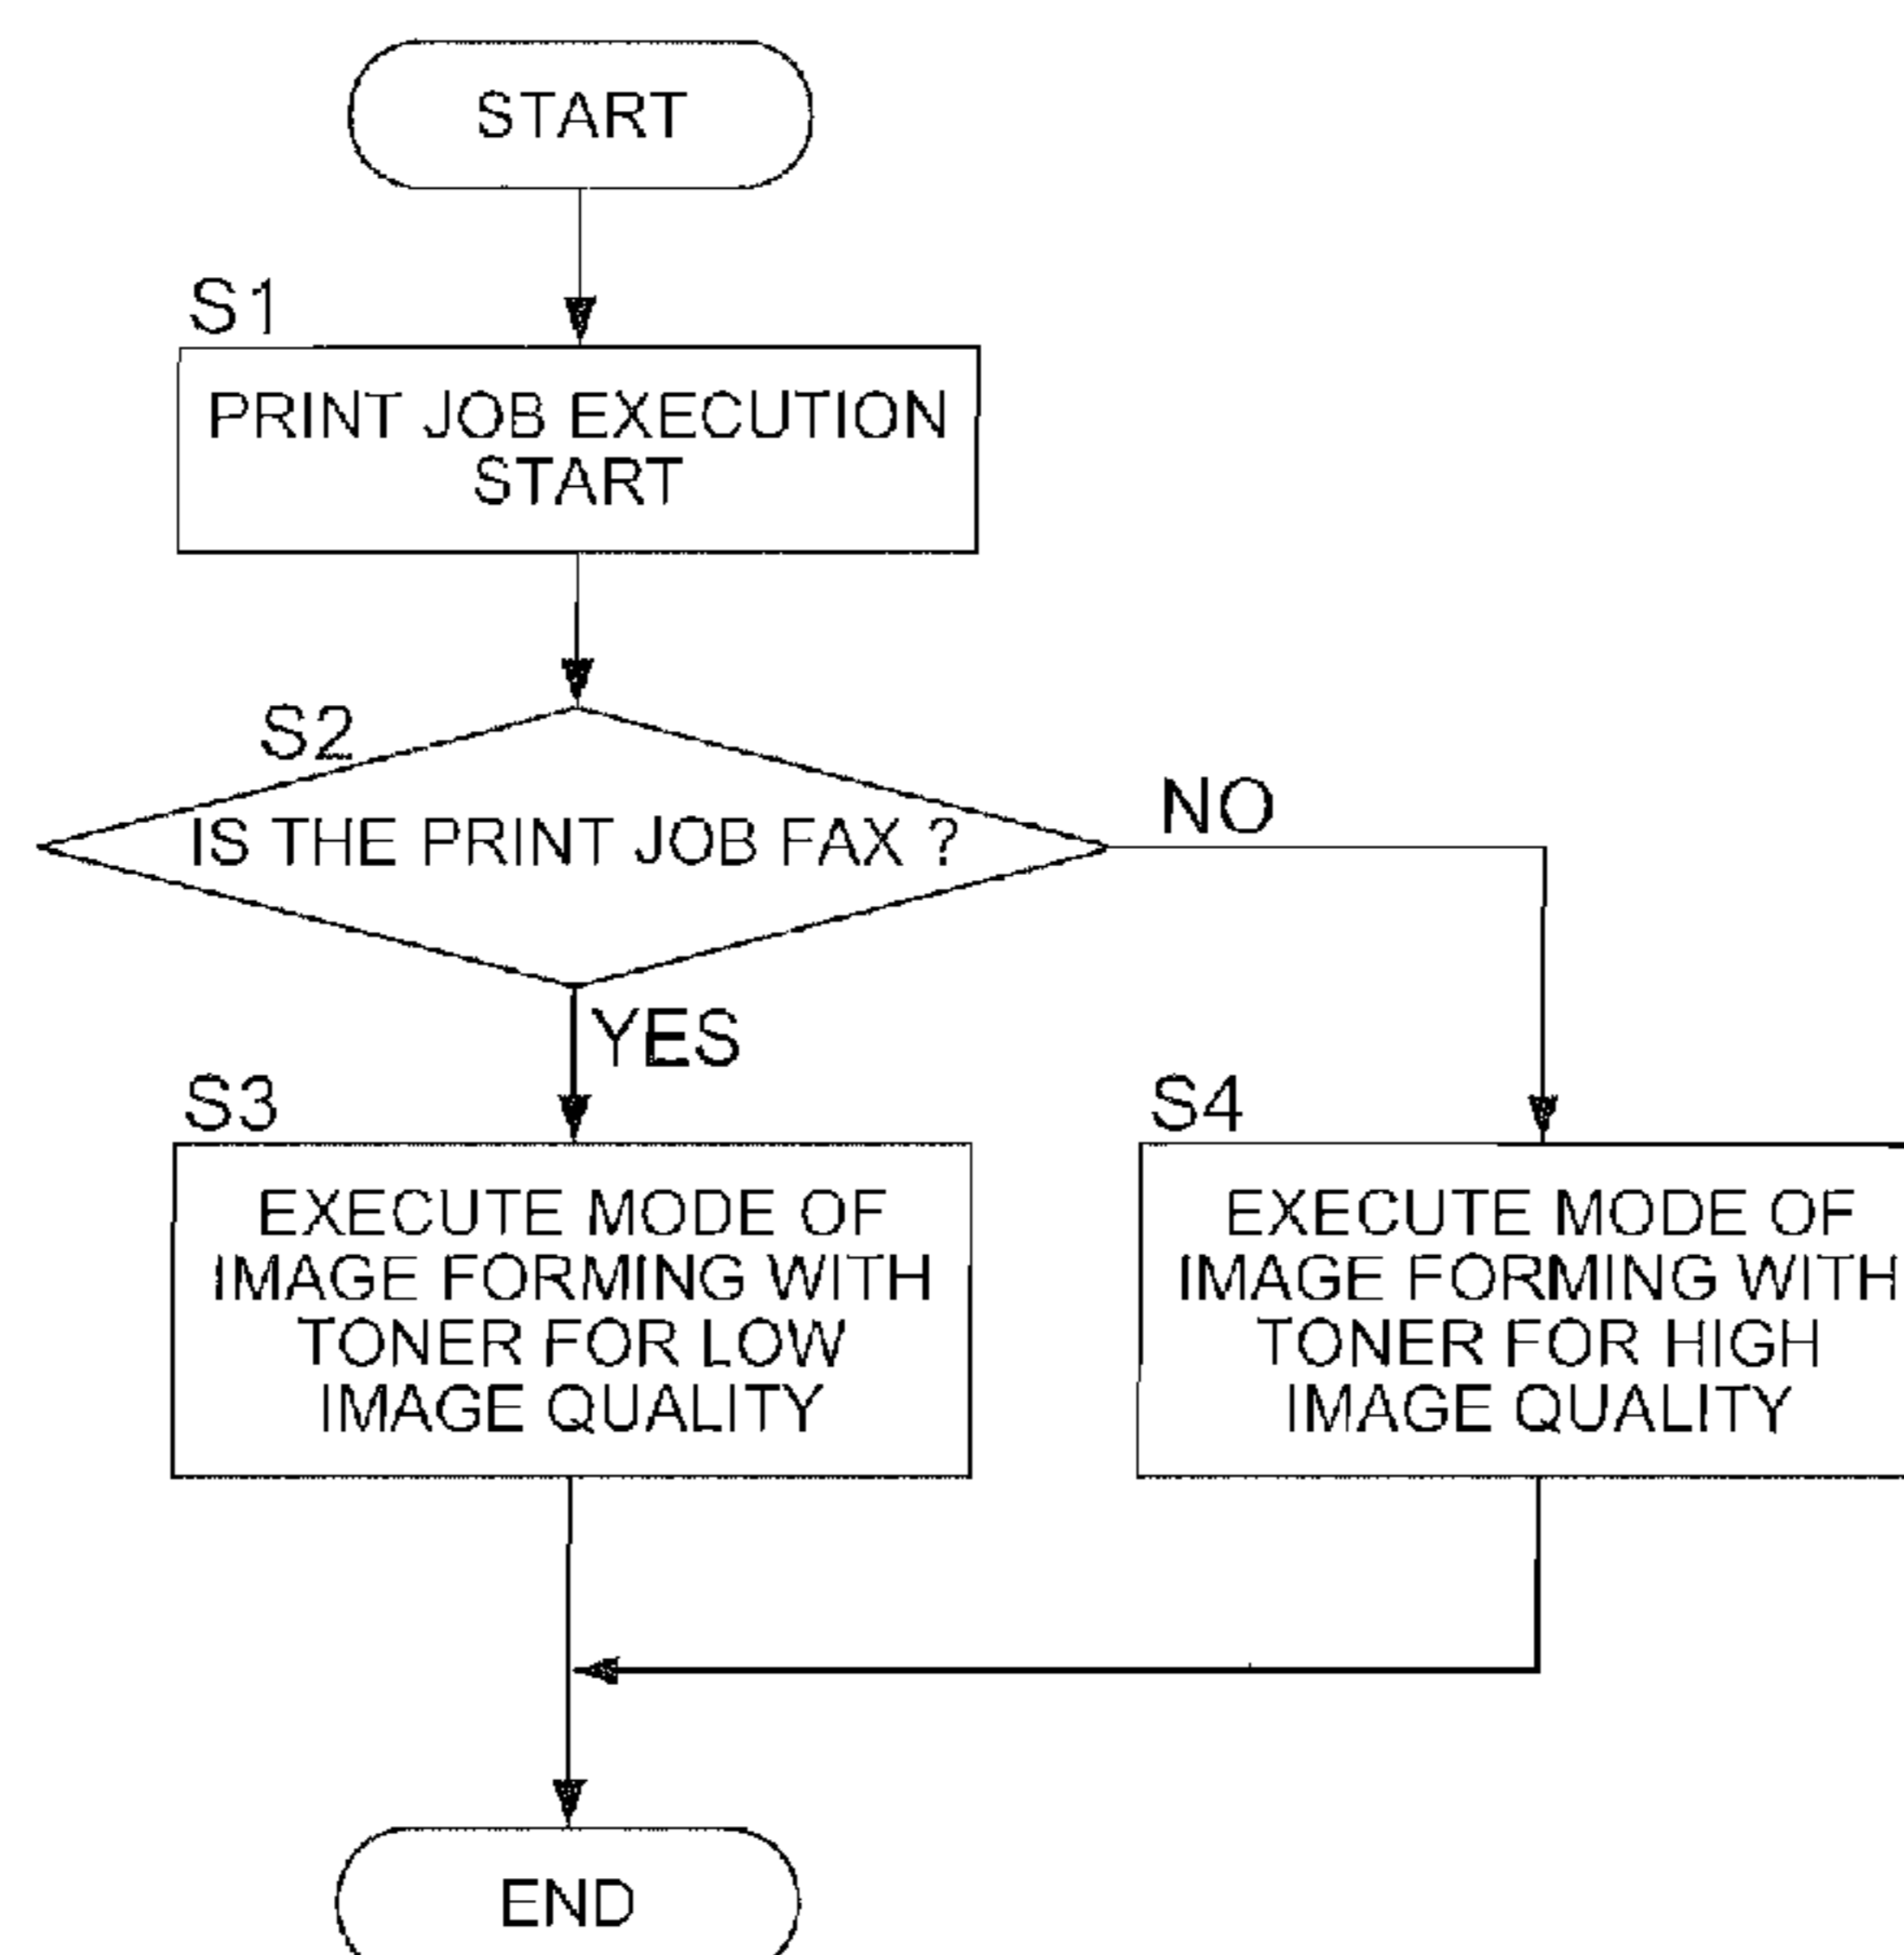 START
S1
PRINT JOB EXECUTION
START
S2
IS THE PRINT JOB FAX ?
NO
YES
S3
EXECUTE MODE OF
IMAGE FORMING WITH
TONER FOR LOW
IMAGE QUALITY
S4
EXECUTE MODE OF
IMAGE FORMING WITH
TONER FOR HIGH
IMAGE QUALITY
END